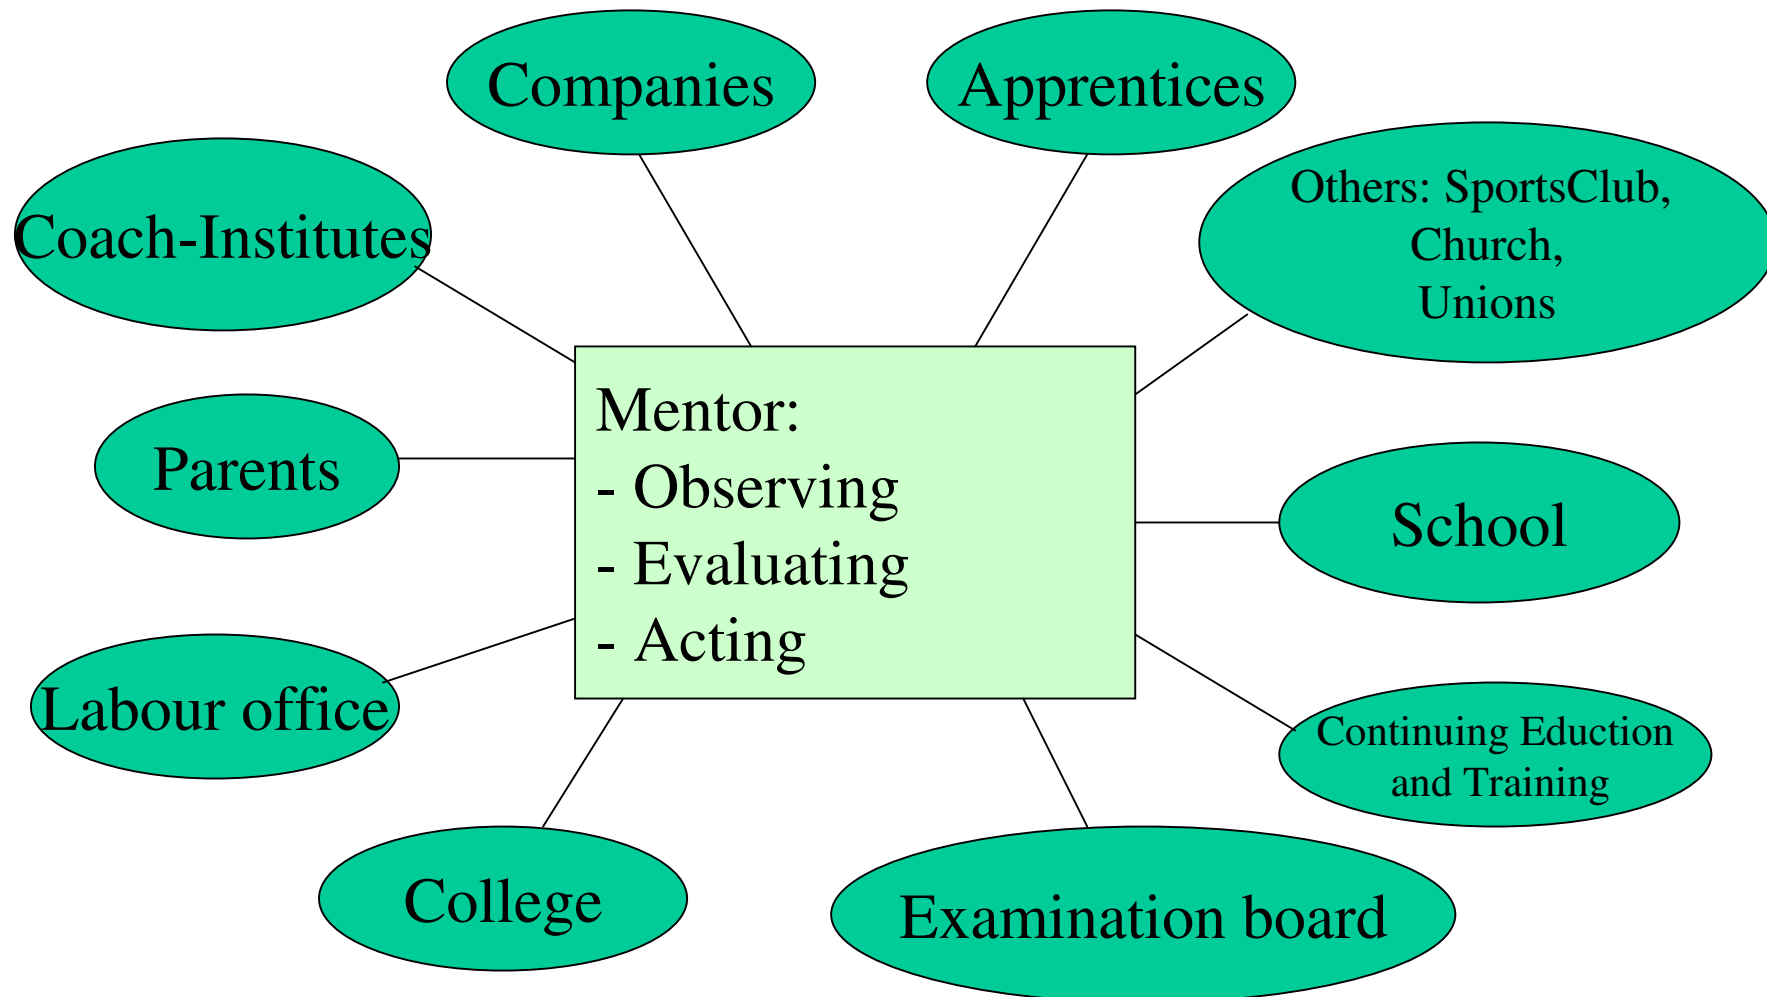 Companies
Apprentices
Coach-Institutes
Others: SportsClub,
Church,
Unions
Mentor:
- Observing
- Evaluating
- Acting
Parents
School
Labour office
Continuing Eduction
and Training
College
Examination board